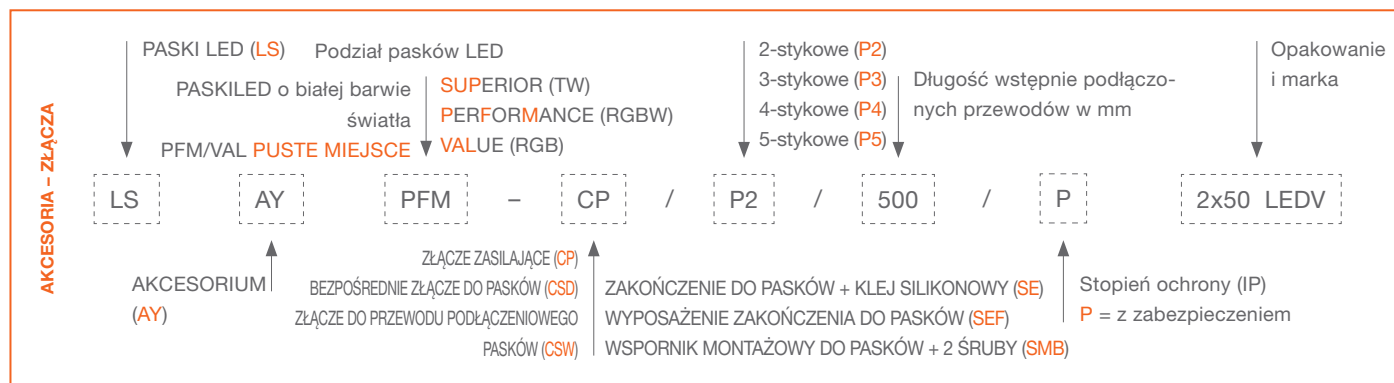 AKCESORIA – ZŁĄCZA
PASKI LED (LS)
Podział pasków LED
PASKILED o białej barwie
światła
PFM/VAL PUSTE MIEJSCE
SUPERIOR (TW)
PERFORMANCE (RGBW)
VALUE (RGB)
2-stykowe (P2)
3-stykowe (P3)
4-stykowe (P4)
5-stykowe (P5)
Długość wstępnie podłączo-
nych przewodów w mm
Opakowanie
i marka
LS AY PFM – CP / P2 / 500 / P 2x50 LEDV
AKCESORIUM
(AY)
ZŁĄCZE ZASILAJĄCE (CP)
BEZPOŚREDNIE ZŁĄCZE DO PASKÓW (CSD)
ZŁĄCZE DO PRZEWODU PODŁĄCZENIOWEGO
PASKÓW (CSW)
ZAKOŃCZENIE DO PASKÓW + KLEJ SILIKONOWY (SE)
WYPOSAŻENIE ZAKOŃCZENIA DO PASKÓW (SEF)
WSPORNIK MONTAŻOWY DO PASKÓW + 2 ŚRUBY (SMB)
Stopień ochrony (IP)
P = z zabezpieczeniem